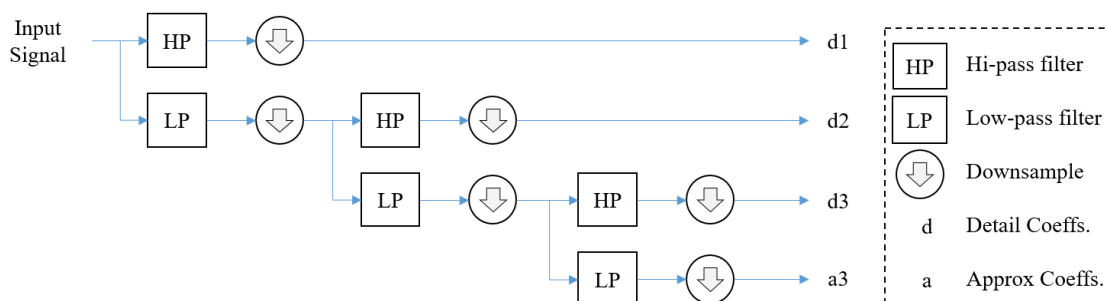 Input
Signal
HP
d1
LP
HP
d2
LP
HP
d3
LP
a3
HP Hi-pass filter
LP Low-pass filter
Downsample
d Detail Coeffs.
a Approx Coeffs.